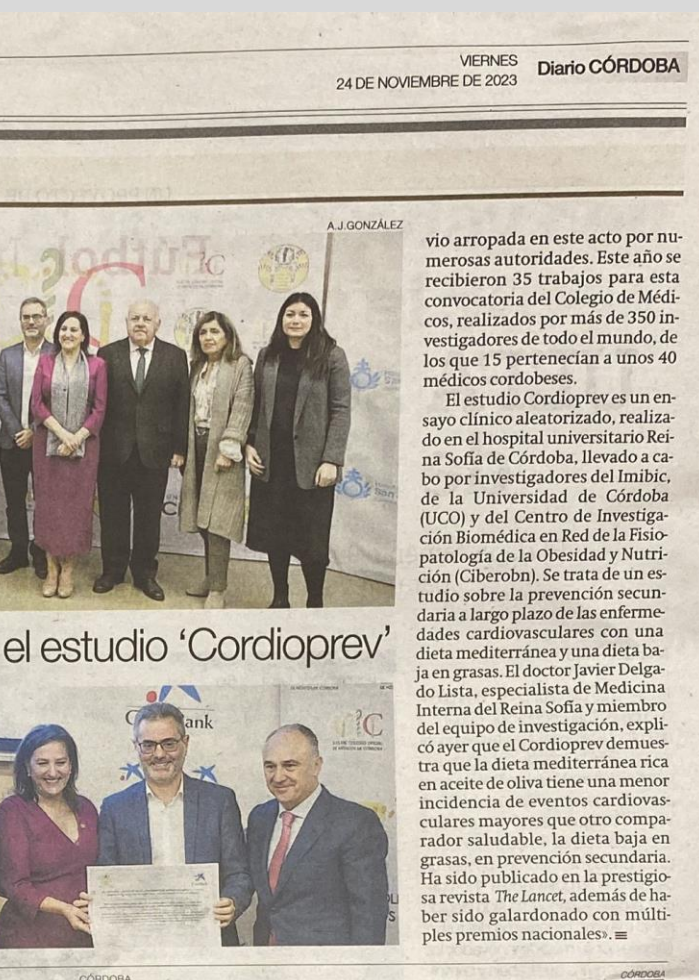 VIERNES
24 DE NOVIEMBRE DE 2023
Diario CÓRDOBA
A.J.GONZÁLEZ
el estudio ‘Cordioprev’
vio arropada en este acto por nu-
merosas autoridades. Este año se
recibieron 35 trabajos para esta
convocatoria del Colegio de Médi-
cos, realizados por más de 350 in-
vestigadores de todo el mundo, de
los que 15 pertenecían a unos 40
médicos cordobeses.
El estudio Cordioprev es un en-
sayo clínico aleatorizado, realiza-
do en el hospital universitario Rei-
na Sofía de Córdoba, llevado a ca-
bo por investigadores del Imibic,
de la Universidad de Córdoba
(UCO) y del Centro de Investiga-
ción Biomédica en Red de la Fisio-
patología de la Obesidad y Nutri-
ción (Ciberobn). Se trata de un es-
tudio sobre la prevención secun-
daria a largo plazo de las enferme-
dades cardiovasculares con una
dieta mediterránea y una dieta ba-
ja en grasas. El doctor Javier Delga-
do Lista, especialista de Medicina
Interna del Reina Sofía y miembro
del equipo de investigación, expli-
có ayer que el Cordioprev demues-
tra que la dieta mediterránea rica
en aceite de oliva tiene una menor
incidencia de eventos cardiovas-
culares mayores que otro compa-
rador saludable, la dieta baja en
grasas, en prevención secundaria.
Ha sido publicado en la prestigio-
sa revista The Lancet, además de ha-
ber sido galardonado con múlti-
ples premios nacionales».
CÓRDOBA
CÓRDOBA